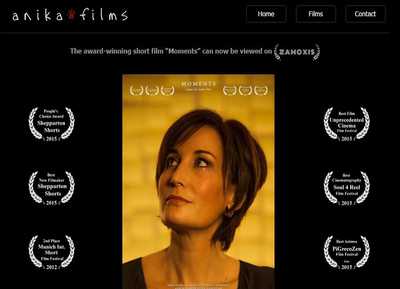 anika films
Home
Films
Contact
The award-winning short film "Moments" can now be viewed on ZANOXIS
MOMENTS
People's
Choice Award
Shepparton
Shorts
2015
Best
New Filmmaker
Shepparton
Shorts
2015
2nd Place
Munich Int.
Short
Film Festival
2012
Best Film
Unprecedented
Cinema
Film Festival
2015
Best
Cinematography
Soul 4 Reel
Film Festival
2015
Best Actress
PiGrecoZen
Film Festival
2015